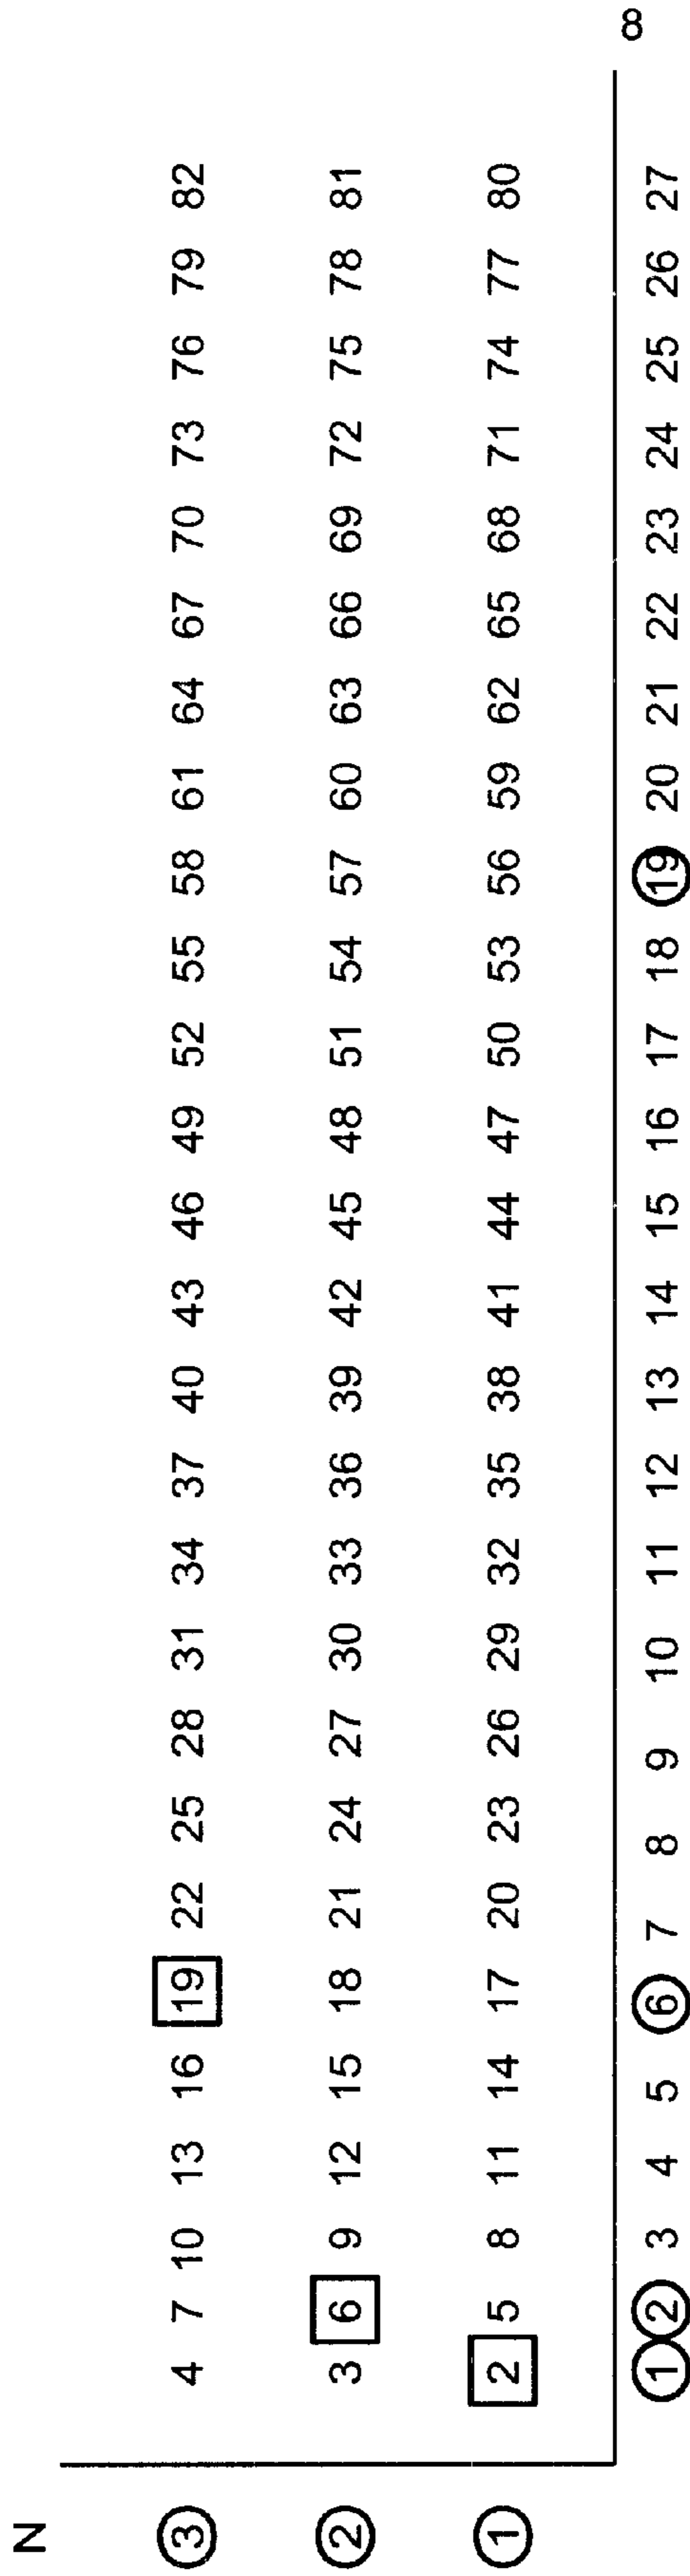 N
③ 4 7 10 13 16 19 22 25 28 31 34 37 40 43 46 49 52 55 58 61 64 67 70 73 76 79 82
② 3 6 9 12 15 18 21 24 27 30 33 36 39 42 45 48 51 54 57 60 63 66 69 72 75 78 81
① 2 5 8 11 14 17 20 23 26 29 32 35 38 41 44 47 50 53 56 59 62 65 68 71 74 77 80
∞
① ② 3 4 5 ⑥ 7 8 9 10 11 12 13 14 15 16 17 18 ⑲ 20 21 22 23 24 25 26 27